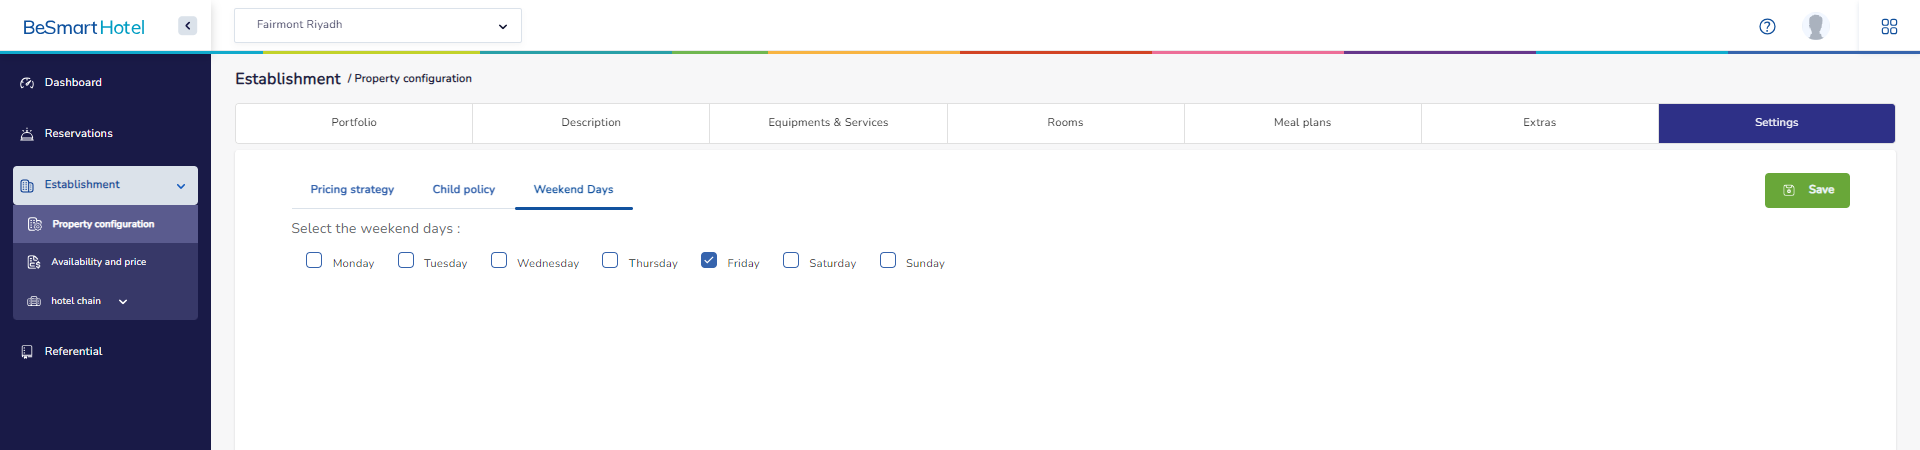 BeSmart Hotel
Fairmont Riyadh
Dashboard
Reservations
Establishment
Property configuration
Availability and price
hotel chain
Referential
Establishment / Property configuration
Portfolio
Description
Equipments & Services
Rooms
Meal plans
Extras
Settings
Pricing strategy
Child policy
Weekend Days
Save
Select the weekend days :
Monday
Tuesday
Wednesday
Thursday
Friday
Saturday
Sunday